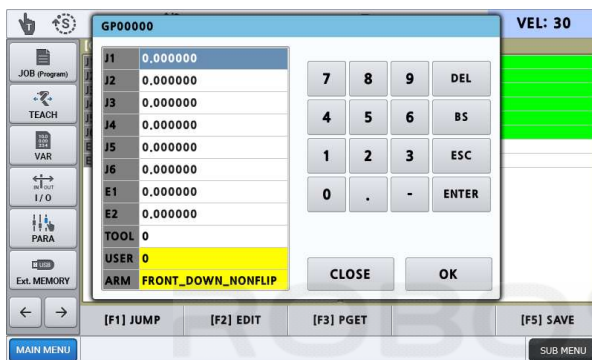 GP00000
VEL: 30
J1 0.000000
J2 0.000000
J3 0.000000
J4 0.000000
J5 0.000000
J6 0.000000
E1 0.000000
E2 0.000000
TOOL 0
USER 0
ARM FRONT_DOWN_NONFLIP
7 8 9 DEL
4 5 6 BS
1 2 3 ESC
0 . - ENTER
CLOSE OK
JOB (Program)
TEACH
VAR
IN OUT
I / O
PARA
USB
Ext. MEMORY
← →
[F1] JUMP [F2] EDIT [F3] PGET [F5] SAVE
MAIN MENU SUB MENU